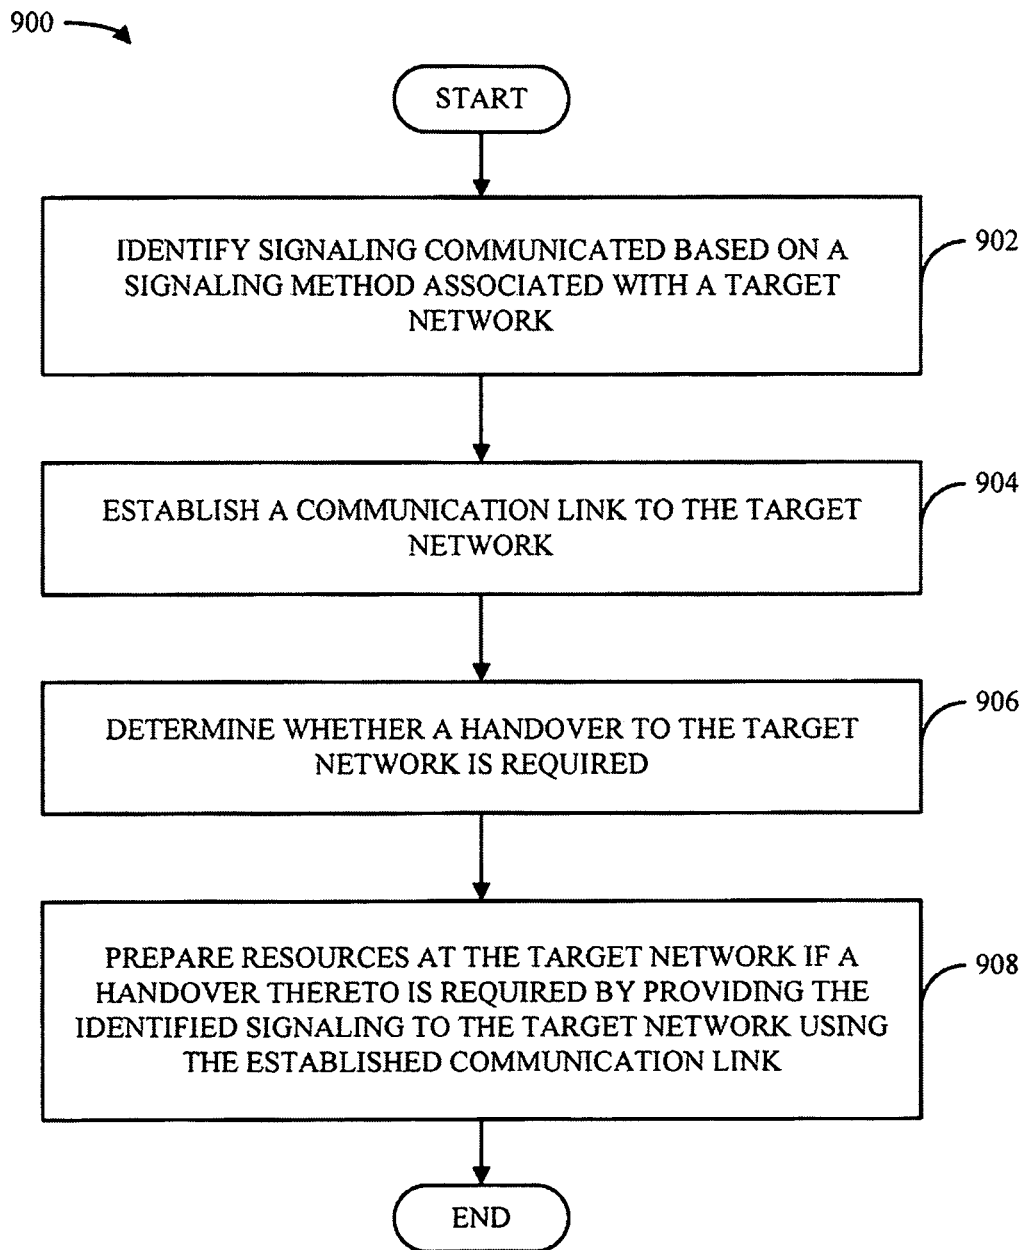 900
START
IDENTIFY SIGNALING COMMUNICATED BASED ON A
SIGNALING METHOD ASSOCIATED WITH A TARGET
NETWORK
902
ESTABLISH A COMMUNICATION LINK TO THE TARGET
NETWORK
904
DETERMINE WHETHER A HANDOVER TO THE TARGET
NETWORK IS REQUIRED
906
PREPARE RESOURCES AT THE TARGET NETWORK IF A
HANDOVER THERETO IS REQUIRED BY PROVIDING THE
IDENTIFIED SIGNALING TO THE TARGET NETWORK USING
THE ESTABLISHED COMMUNICATION LINK
908
END